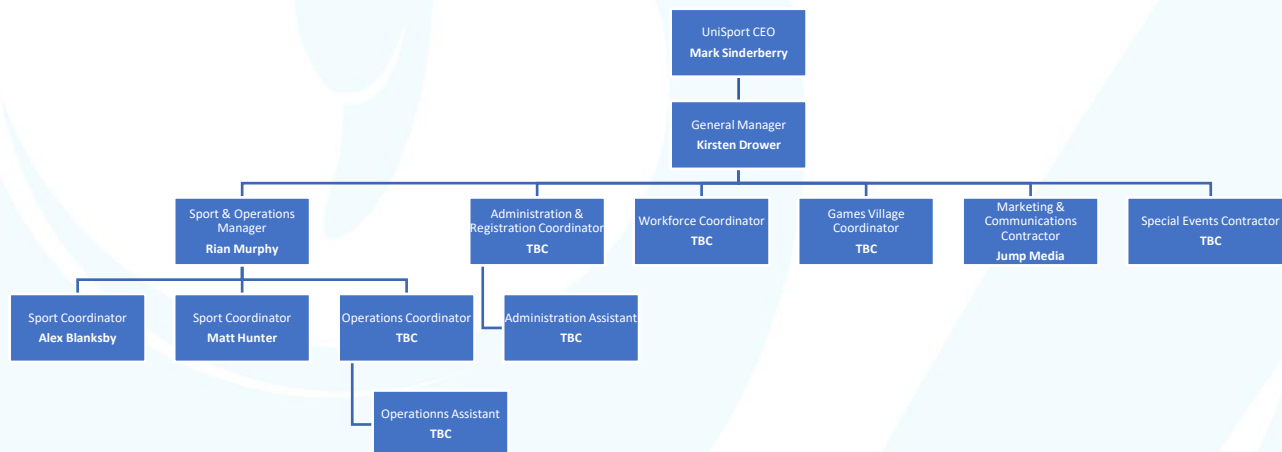 UniSport CEO
Mark Sinderberry
General Manager
Kirsten Drower
Sport & Operations
Manager
Rian Murphy
Administration &
Registration Coordinator
TBC
Workforce Coordinator
TBC
Games Village
Coordinator
TBC
Marketing &
Communications
Contractor
Jump Media
Special Events Contractor
TBC
Sport Coordinator
Alex Blanksby
Sport Coordinator
Matt Hunter
Operations Coordinator
TBC
Administration Assistant
TBC
Operationns Assistant
TBC